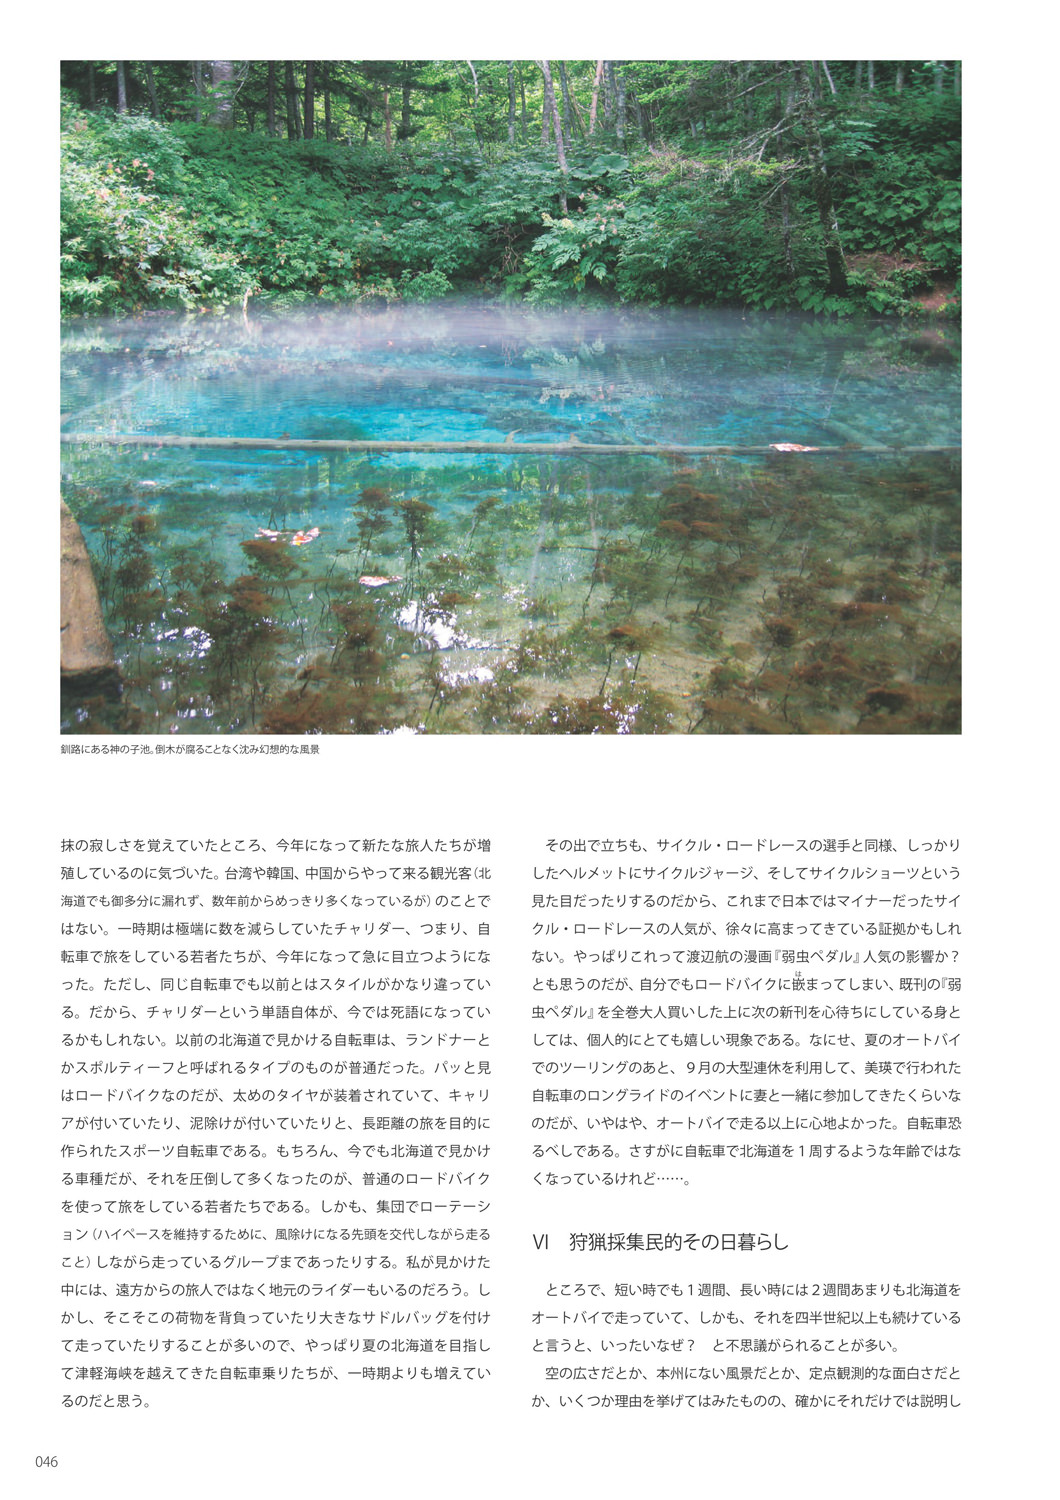 釧路にある神の子池。倒木が腐ることなく沈み幻想的な風景
抹の寂しさを覚えていたところ、今年になって新たな旅人たちが増
殖しているのに気づいた。台湾や韓国、中国からやって来る観光客（北
海道でも御多分に漏れず、数年前からめっきり多くなっているが）のことで
はない。一時期は極端に数を減らしていたチャリダー、つまり、自
転車で旅をしている若者たちが、今年になって急に目立つようにな
った。ただし、同じ自転車でも以前とはスタイルがかなり違ってい
る。だから、チャリダーという単語自体が、今では死語になってい
るかもしれない。以前の北海道で見かける自転車は、ランドナーと
かスポルティーフと呼ばれるタイプのものが普通だった。パッと見
はロードバイクなのだが、太めのタイヤが装着されていて、キャリ
アが付いていたり、泥除けが付いていたりと、長距離の旅を目的に
作られたスポーツ自転車である。もちろん、今でも北海道で見かけ
る車種だが、それを圧倒して多くなったのが、普通のロードバイク
を使って旅をしている若者たちである。しかも、集団でローテーシ
ョン（ハイペースを維持するために、風除けになる先頭を交代しながら走る
こと）しながら走っているグループまであったりする。私が見かけた
中には、遠方からの旅人ではなく地元のライダーもいるのだろう。し
かし、そこそこの荷物を背負っていたり大きなサドルバッグを付け
て走っていたりすることが多いので、やっぱり夏の北海道を目指し
て津軽海峡を越えてきた自転車乗りたちが、一時期よりも増えてい
るのだと思う。
その出で立ちも、サイクル・ロードレースの選手と同様、しっかり
したヘルメットにサイクルジャージ、そしてサイクルショーツという
見た目だったりするのだから、これまで日本ではマイナーだったサイ
クル・ロードレースの人気が、徐々に高まってきている証拠かもしれ
ない。やっぱりこれって渡辺航の漫画『弱虫ペダル』人気の影響か？
は
とも思うのだが、自分でもロードバイクに嵌まってしまい、既刊の『弱
虫ペダル』を全巻大人買いした上に次の新刊を心待ちにしている身と
しては、個人的にとても嬉しい現象である。なにせ、夏のオートバイ
でのツーリングのあと、９月の大型連休を利用して、美瑛で行われた
自転車のロングライドのイベントに妻と一緒に参加してきたくらいな
のだが、いやはや、オートバイで走る以上に心地よかった。自転車恐
るべしである。さすがに自転車で北海道を１周するような年齢ではな
くなっているけれど……。
Ⅵ　狩猟採集民的その日暮らし
ところで、短い時でも１週間、長い時には２週間あまりも北海道を
オートバイで走っていて、しかも、それを四半世紀以上も続けている
と言うと、いったいなぜ？　と不思議がられることが多い。
空の広さだとか、本州にない風景だとか、定点観測的な面白さだと
か、いくつか理由を挙げてはみたものの、確かにそれだけでは説明し
046